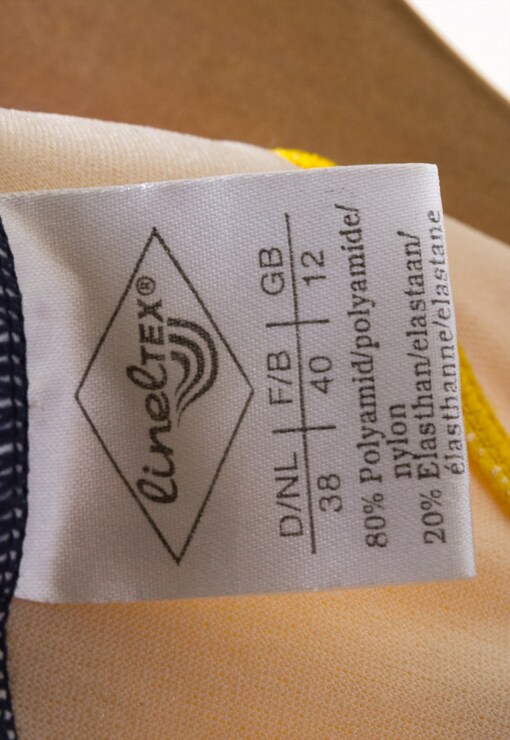 linelTEX®
D/NL | F/B | GB
38 | 40 | 12
80% Polyamid/polyamide/
nylon
20% Elasthan/elastaan/
élasthanne/elastane